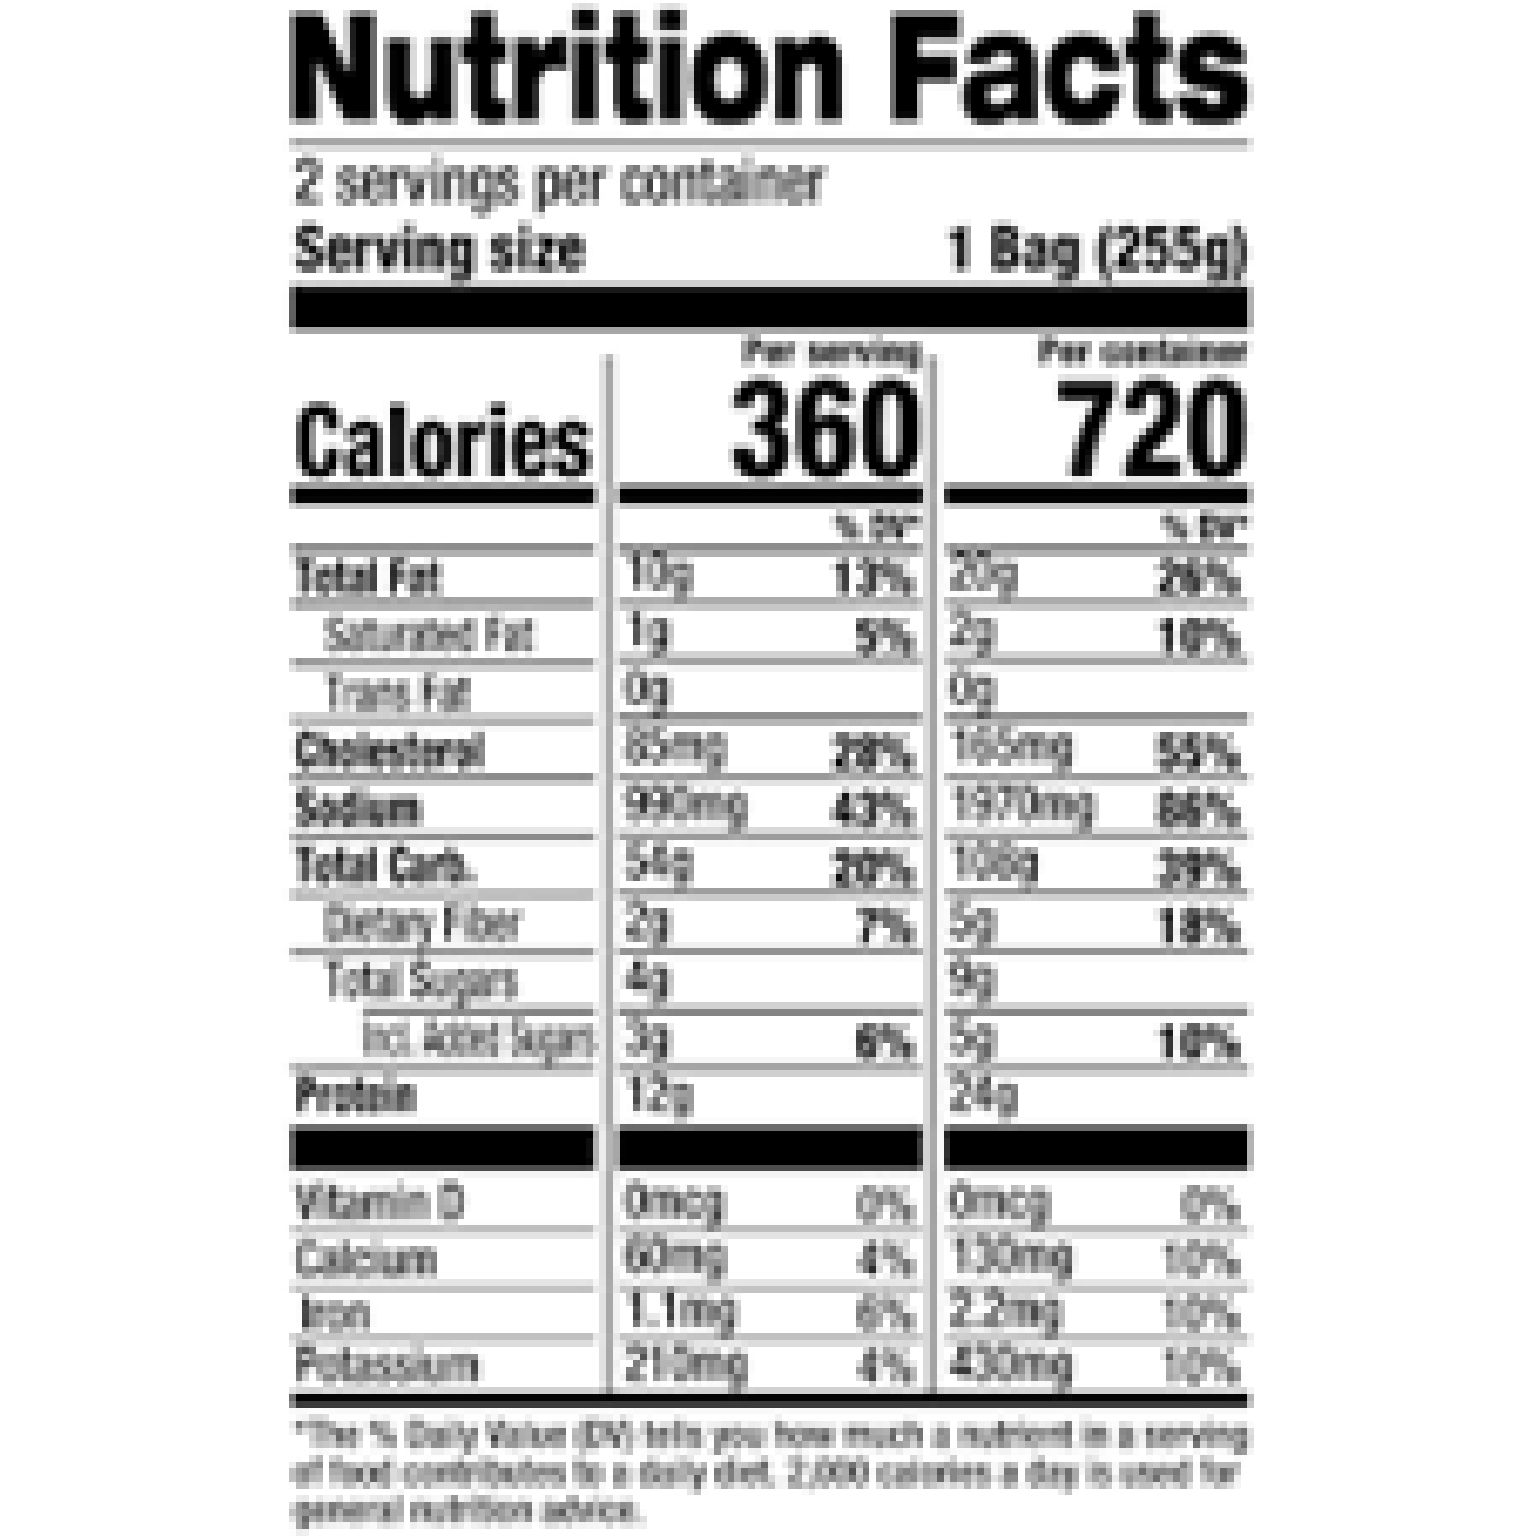 Nutrition Facts
2 servings per container
Serving size 1 Bag (255g)
Per serving Per container
Calories 360 720
% DV* % DV*
Total Fat 10g 13% 20g 26%
Saturated Fat 1g 5% 2g 10%
Trans Fat 0g 0g
Cholesterol 85mg 28% 165mg 55%
Sodium 990mg 43% 1970mg 86%
Total Carb. 54g 20% 108g 39%
Dietary Fiber 2g 7% 5g 18%
Total Sugars 4g 9g
Incl. Added Sugars 3g 6% 5g 10%
Protein 12g 24g
Vitamin D 0mcg 0% 0mcg 0%
Calcium 60mg 4% 130mg 10%
Iron 1.1mg 6% 2.2mg 10%
Potassium 210mg 4% 430mg 10%
*The % Daily Value (DV) tells you how much a nutrient in a serving
of food contributes to a daily diet. 2,000 calories a day is used for
general nutrition advice.